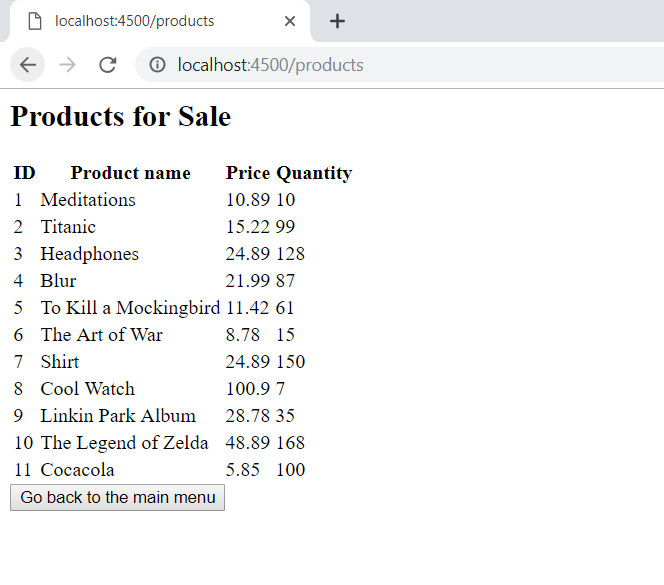 localhost:4500/products
localhost:4500/products
Products for Sale
ID Product name Price Quantity
1 Meditations 10.89 10
2 Titanic 15.22 99
3 Headphones 24.89 128
4 Blur 21.99 87
5 To Kill a Mockingbird 11.42 61
6 The Art of War 8.78 15
7 Shirt 24.89 150
8 Cool Watch 100.9 7
9 Linkin Park Album 28.78 35
10 The Legend of Zelda 48.89 168
11 Cocacola 5.85 100
Go back to the main menu